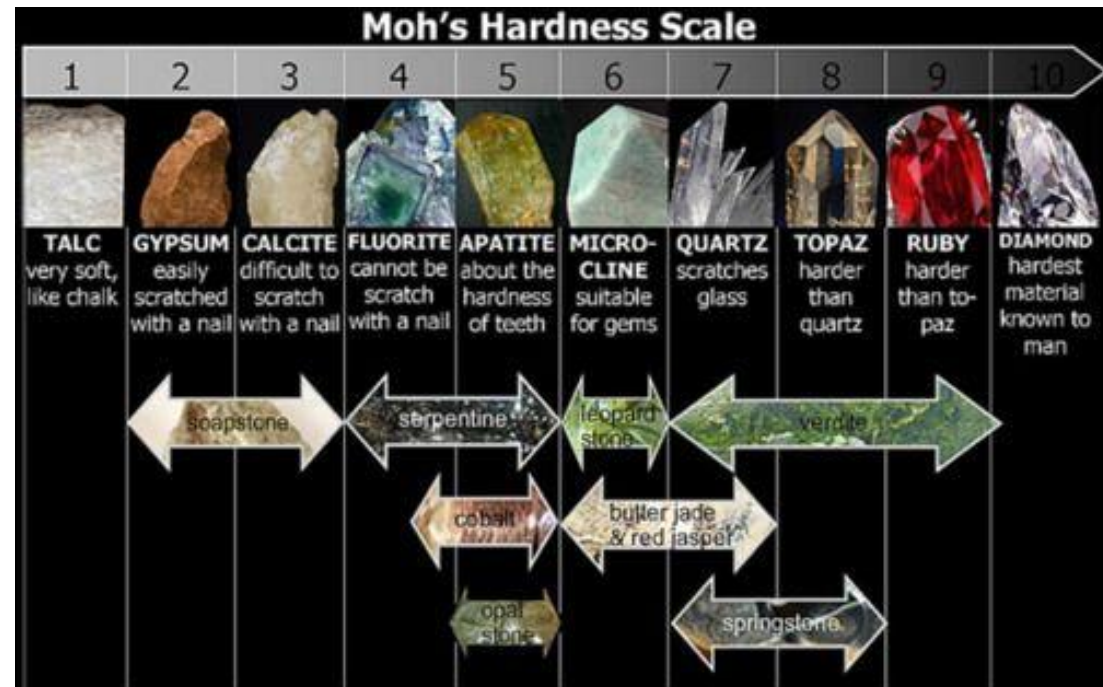 Moh's Hardness Scale
1 2 3 4 5 6 7 8 9 10
TALC
very soft,
like chalk
GYPSUM
easily
scratched
with a nail
CALCITE
difficult to
scratch
with a nail
FLUORITE
cannot be
scratch
with a nail
APATITE
about the
hardness
of teeth
MICRO-
CLINE
suitable
for gems
QUARTZ
scratches
glass
TOPAZ
harder
than
quartz
RUBY
harder
than to-
paz
DIAMOND
hardest
material
known to
man
soapstone
serpentine
leopard
stone
verdite
cobalt
butter jade
& red jasper
opal
stone
springstone